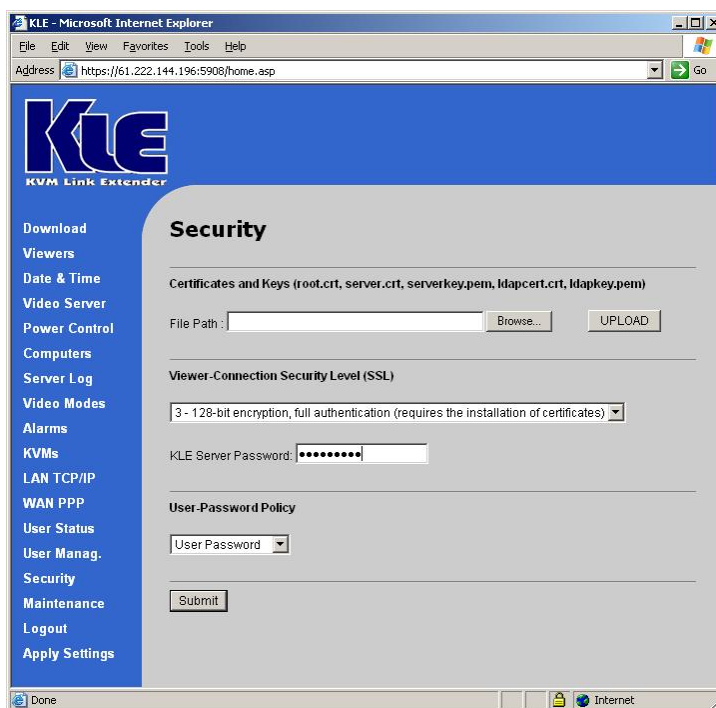 KLE - Microsoft Internet Explorer
File Edit View Favorites Tools Help
Address https://61.222.144.196:5908/home.asp Go
KLE
KVM Link Extender
Download
Viewers
Date & Time
Video Server
Power Control
Computers
Server Log
Video Modes
Alarms
KVMs
LAN TCP/IP
WAN PPP
User Status
User Manag.
Security
Maintenance
Logout
Apply Settings
Security
Certificates and Keys (root.crt, server.crt, serverkey.pem, ldapcert.crt, ldapkey.pem)
File Path : Browse... UPLOAD
Viewer-Connection Security Level (SSL)
3 - 128-bit encryption, full authentication (requires the installation of certificates)
KLE Server Password: •••••••••
User-Password Policy
User Password
Submit
Done Internet